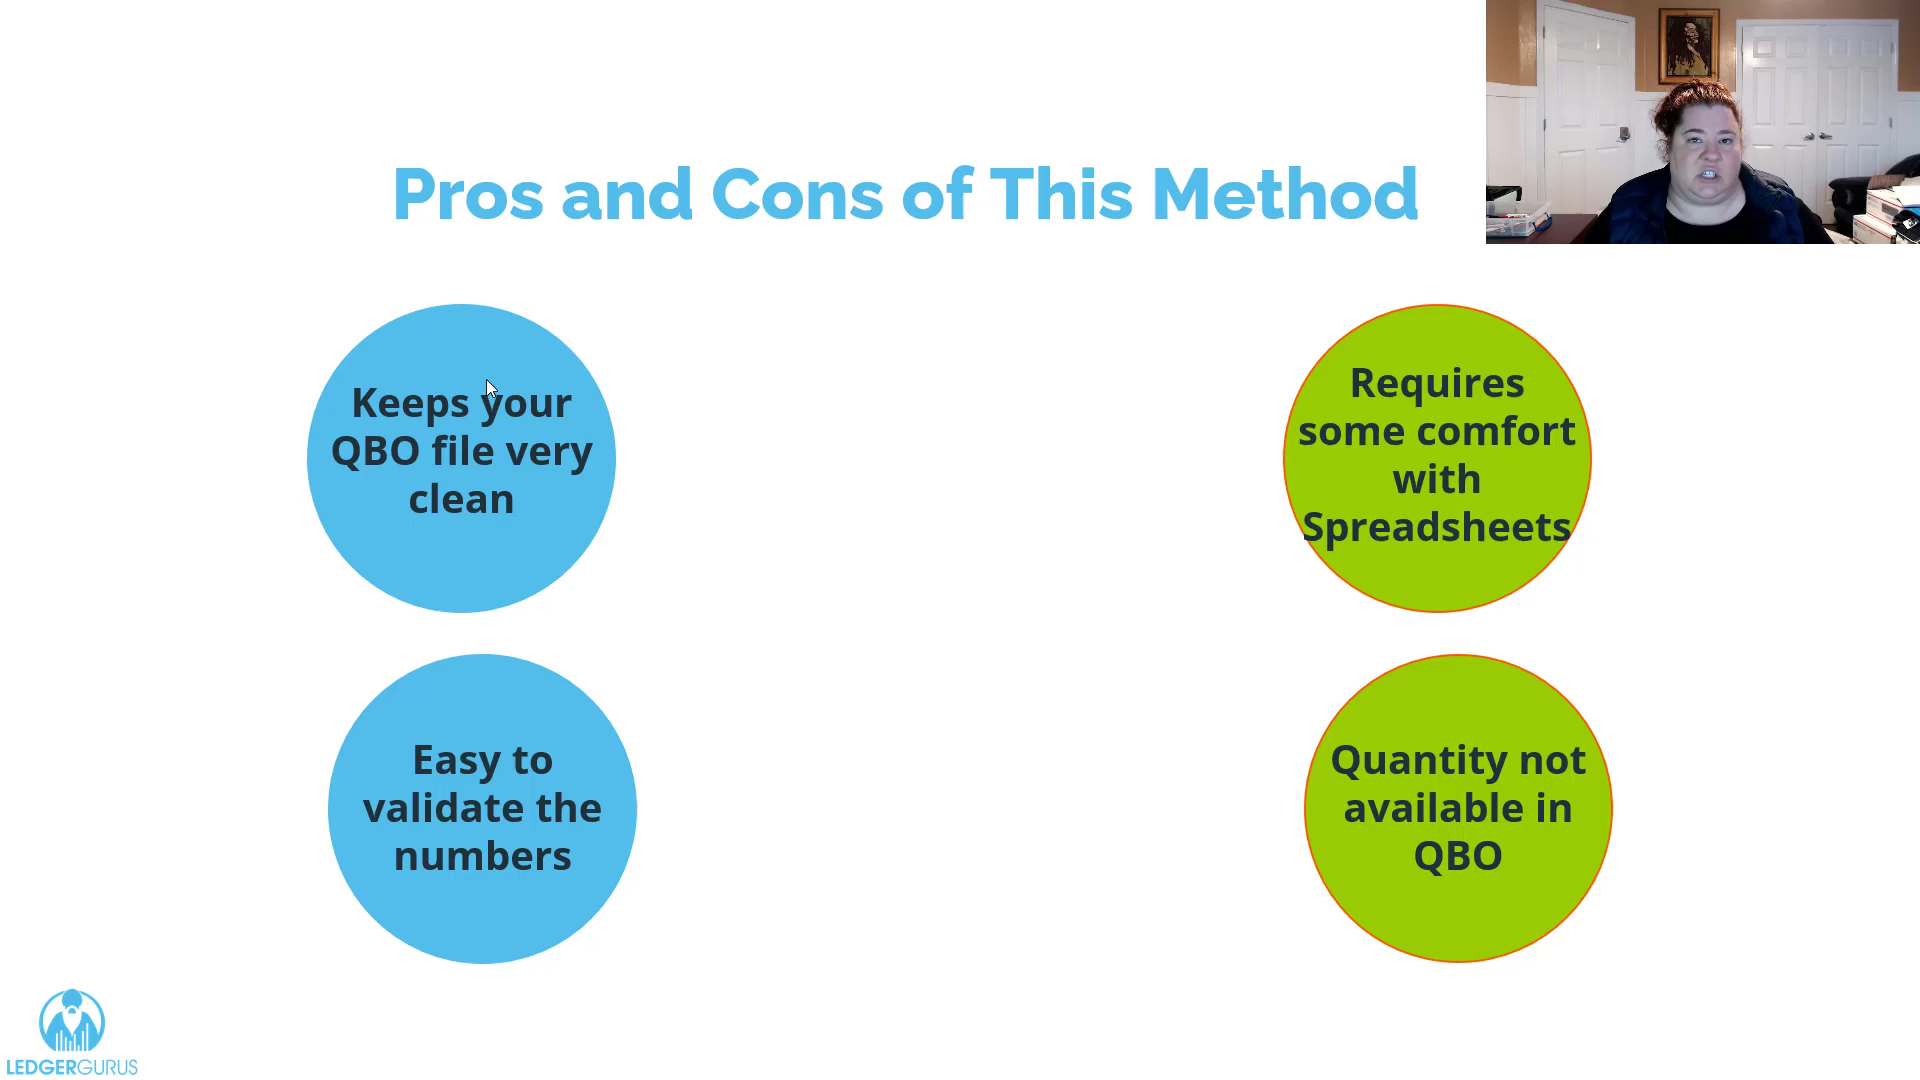 Pros and Cons of This Method
Keeps your
QBO file very
clean
Requires
some comfort
with
Spreadsheets
Easy to
validate the
numbers
Quantity not
available in
QBO
LEDGERGURUS